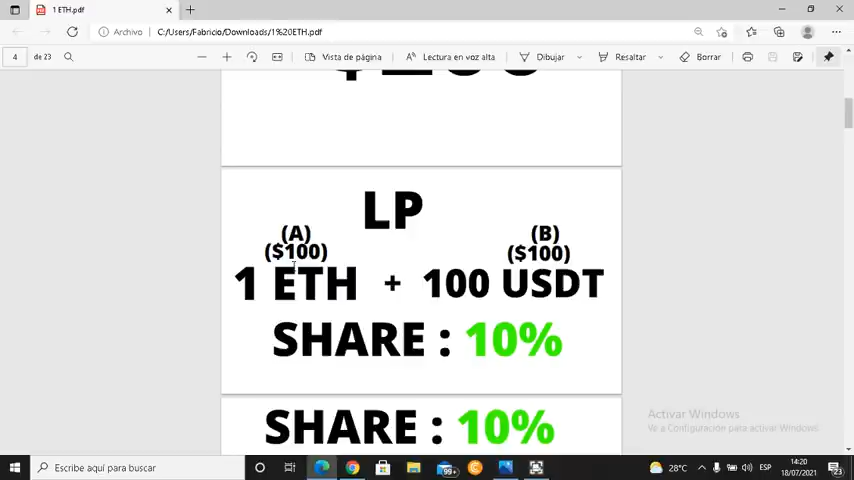 1 ETH.pdf
Archivo
C:/Users/Fabricio/Downloads/1%20ETH.pdf
4
de 23
Vista de página
Lectura en voz alta
Dibujar
Resaltar
Borrar
LP
(A)
(B)
($100)
($100)
1 ETH + 100 USDT
SHARE : 10%
SHARE : 10%
Activar Windows
Ve a Configuración para activar Windows.
Escribe aquí para buscar
99+
28°C
ESP
14:20
18/07/2021
23